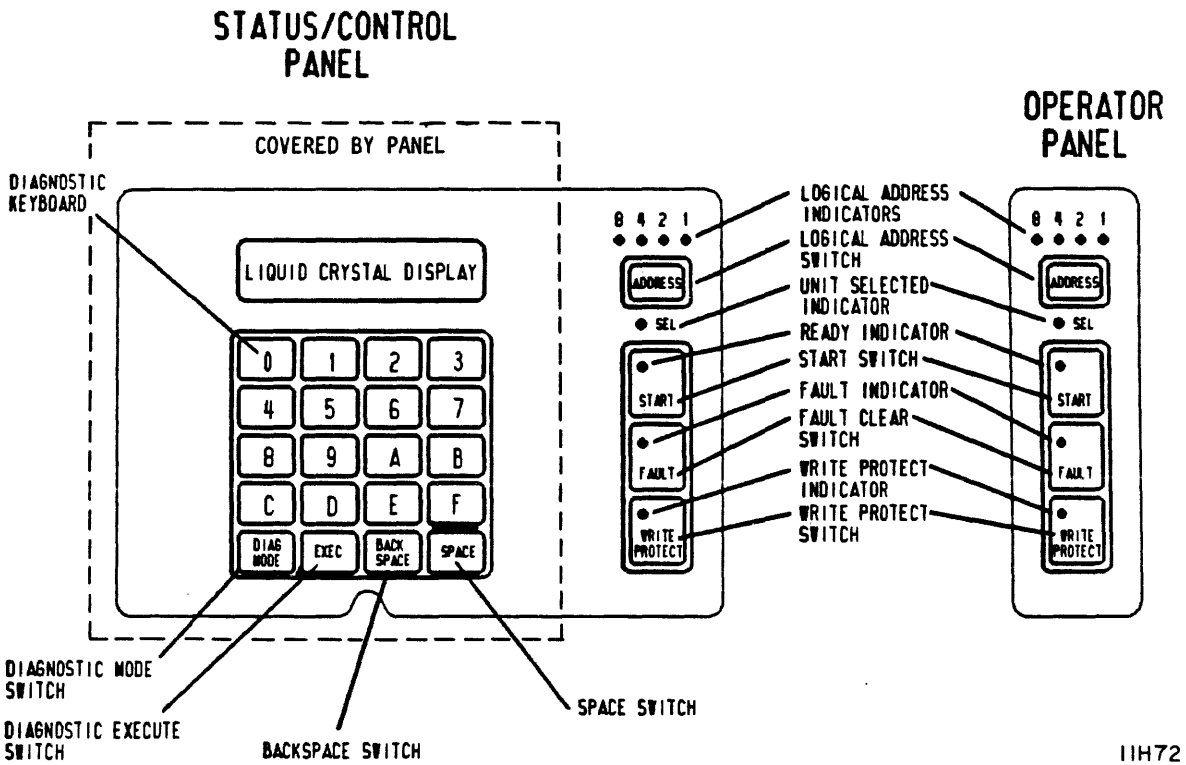 STATUS/CONTROL
PANEL
OPERATOR
PANEL
COVERED BY PANEL
DIAGNOSTIC
KEYBOARD
LIQUID CRYSTAL DISPLAY
0 1 2 3
4 5 6 7
8 9 A B
C D E F
DIAG
MODE
EXEC
BACK
SPACE
SPACE
8 4 2 1
ADDRESS
SEL
START
FAULT
WRITE
PROTECT
LOGICAL ADDRESS
INDICATORS
LOGICAL ADDRESS
SWITCH
UNIT SELECTED
INDICATOR
READY INDICATOR
START SWITCH
FAULT INDICATOR
FAULT CLEAR
SWITCH
WRITE PROTECT
INDICATOR
WRITE PROTECT
SWITCH
8 4 2 1
ADDRESS
SEL
START
FAULT
WRITE
PROTECT
DIAGNOSTIC MODE
SWITCH
DIAGNOSTIC EXECUTE
SWITCH
BACKSPACE SWITCH
SPACE SWITCH
11H72